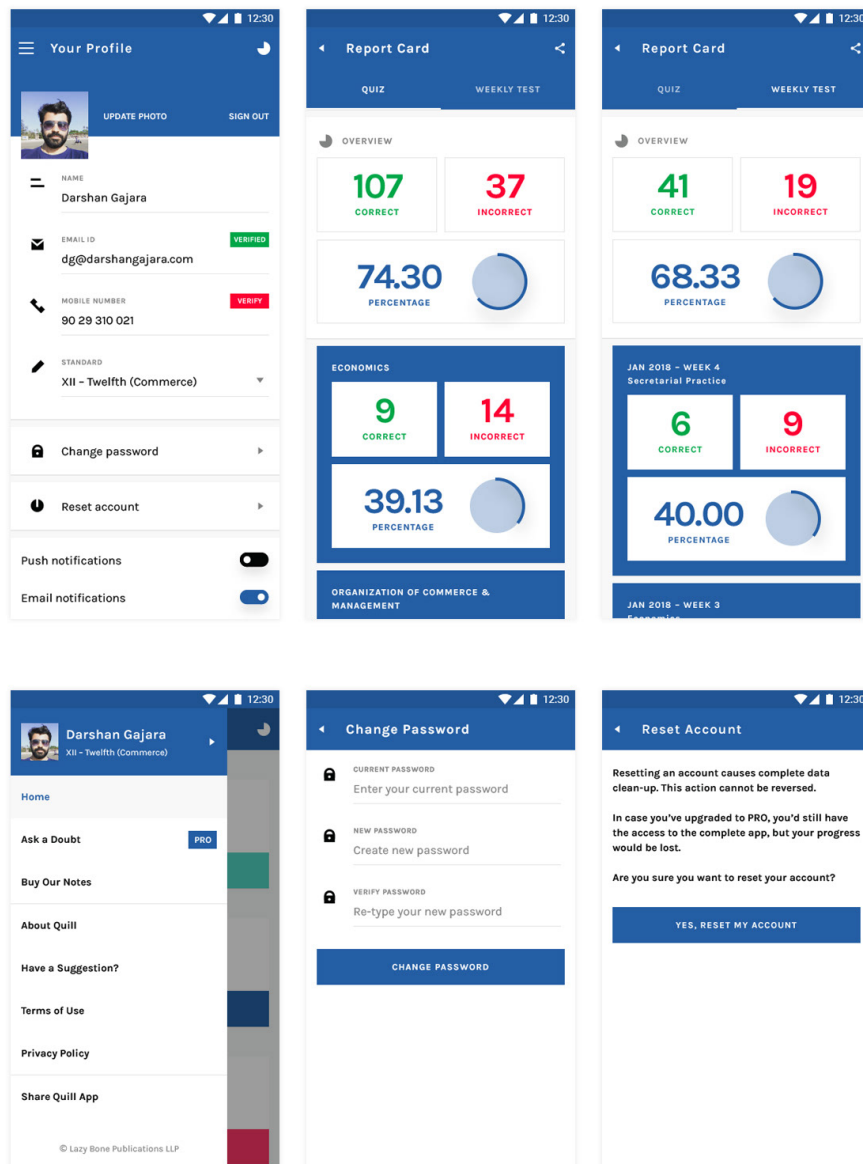 12:30
Your Profile
UPDATE PHOTO
SIGN OUT
NAME
Darshan Gajara
EMAIL ID
VERIFIED
dg@darshangajara.com
MOBILE NUMBER
VERIFY
90 29 310 021
STANDARD
XII – Twelfth (Commerce)
Change password
Reset account
Push notifications
Email notifications
12:30
Report Card
QUIZ
WEEKLY TEST
OVERVIEW
107
CORRECT
37
INCORRECT
74.30
PERCENTAGE
ECONOMICS
9
CORRECT
14
INCORRECT
39.13
PERCENTAGE
ORGANIZATION OF COMMERCE &
MANAGEMENT
12:30
Report Card
QUIZ
WEEKLY TEST
OVERVIEW
41
CORRECT
19
INCORRECT
68.33
PERCENTAGE
JAN 2018 – WEEK 4
Secretarial Practice
6
CORRECT
9
INCORRECT
40.00
PERCENTAGE
JAN 2018 – WEEK 3
Economics
12:30
Darshan Gajara
XII – Twelfth (Commerce)
Home
Ask a Doubt
PRO
Buy Our Notes
About Quill
Have a Suggestion?
Terms of Use
Privacy Policy
Share Quill App
© Lazy Bone Publications LLP
12:30
Change Password
CURRENT PASSWORD
Enter your current password
NEW PASSWORD
Create new password
VERIFY PASSWORD
Re-type your new password
CHANGE PASSWORD
12:30
Reset Account
Resetting an account causes complete data
clean-up. This action cannot be reversed.
In case you've upgraded to PRO, you'd still have
the access to the complete app, but your progress
would be lost.
Are you sure you want to reset your account?
YES, RESET MY ACCOUNT